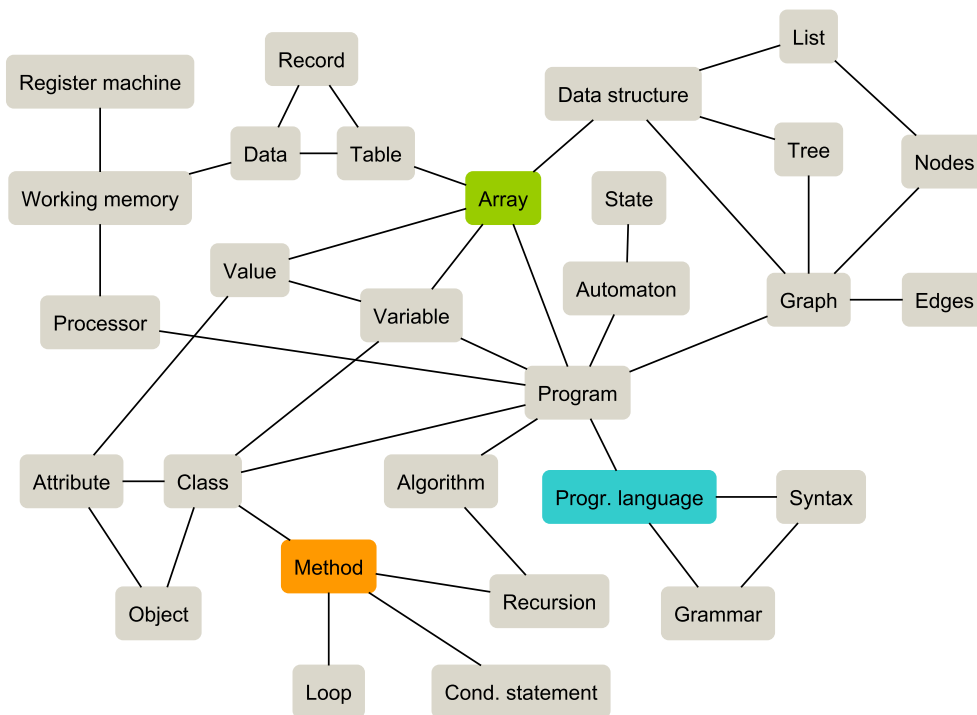 List
Record
Register machine
Data structure
Data
Table
Tree
Nodes
Working memory
Array
State
Value
Automaton
Graph
Edges
Processor
Variable
Program
Attribute
Class
Algorithm
Progr. language
Syntax
Method
Object
Recursion
Grammar
Loop
Cond. statement